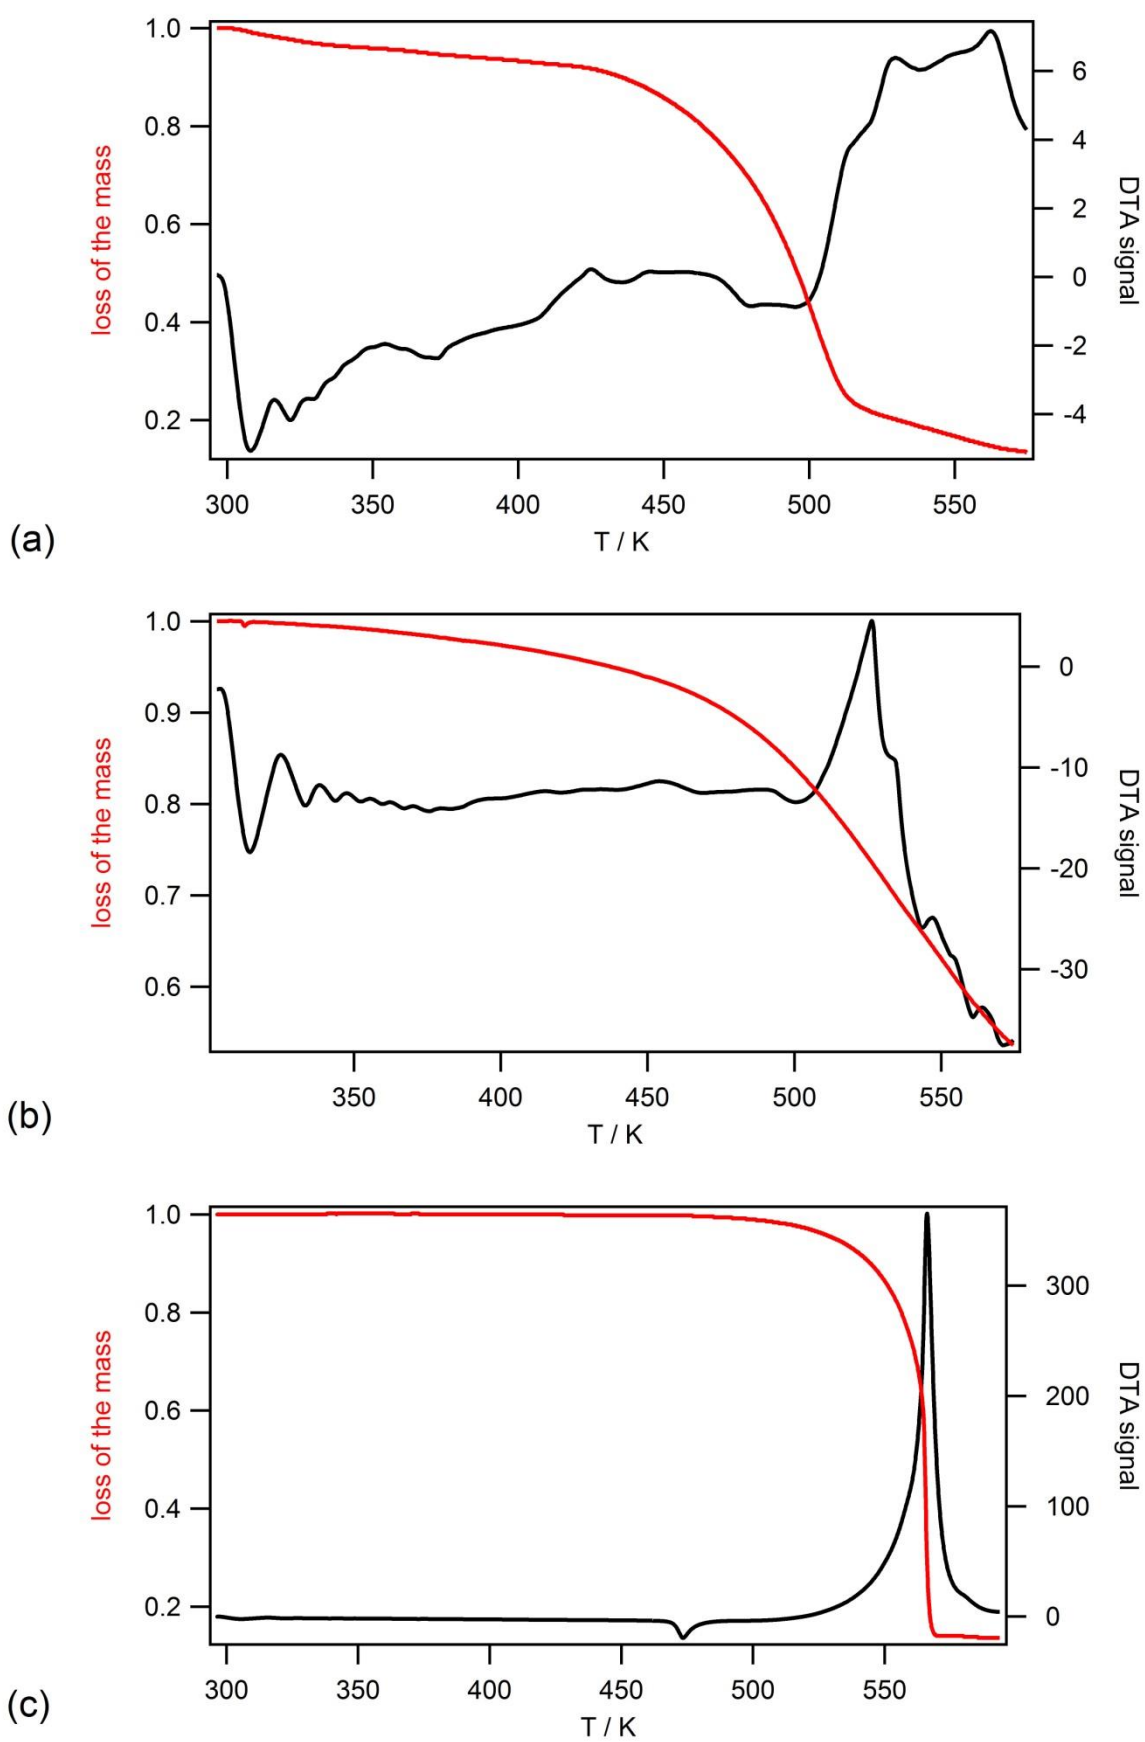 1.0
0.8
0.6
0.4
0.2
loss of the mass
6
4
2
0
-2
-4
DTA signal
300 350 400 450 500 550
T / K
(a)
1.0
0.9
0.8
0.7
0.6
loss of the mass
0
-10
-20
-30
DTA signal
350 400 450 500 550
T / K
(b)
1.0
0.8
0.6
0.4
0.2
loss of the mass
300
200
100
0
DTA signal
300 350 400 450 500 550
T / K
(c)